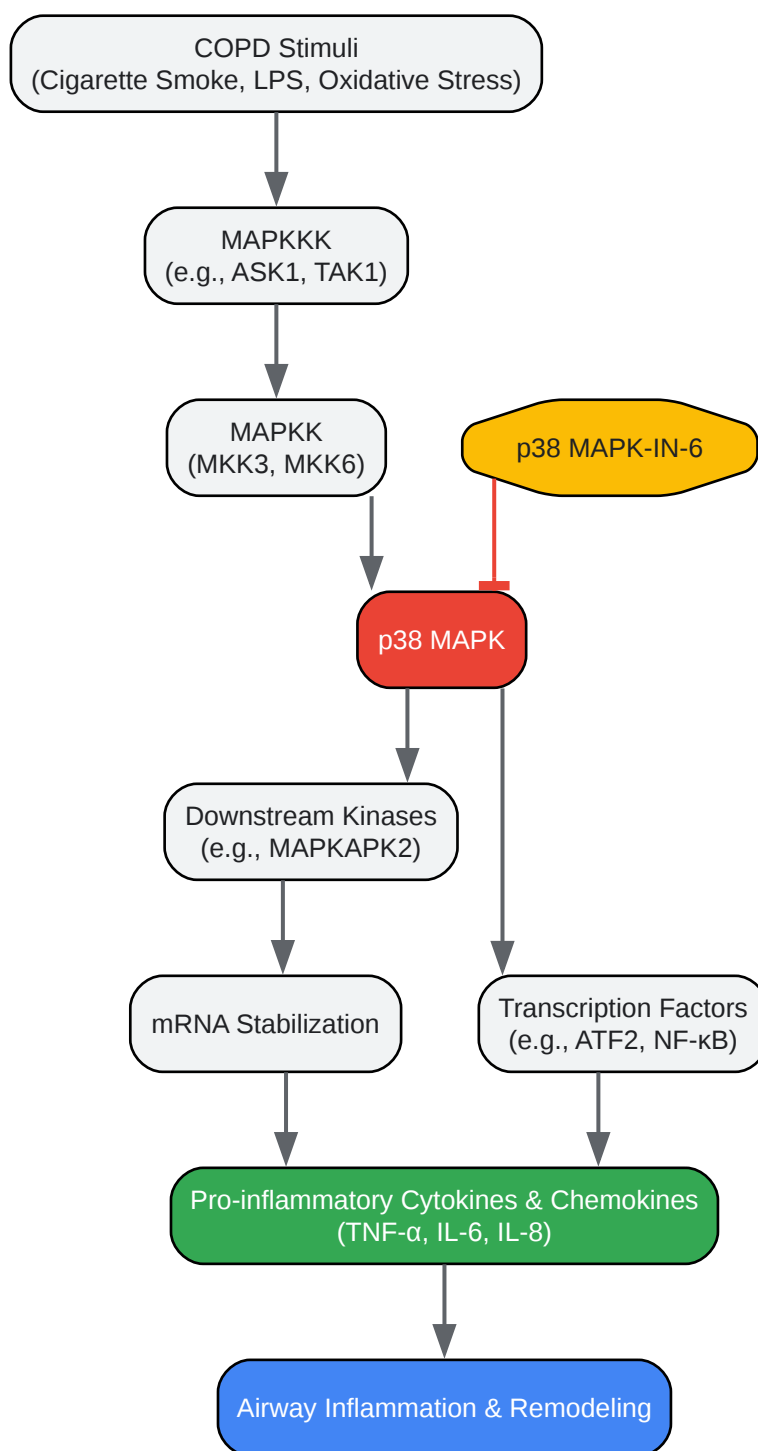 COPD Stimuli
(Cigarette Smoke, LPS, Oxidative Stress)
MAPKKK
(e.g., ASK1, TAK1)
MAPKK
(MKK3, MKK6)
p38 MAPK-IN-6
p38 MAPK
Downstream Kinases
(e.g., MAPKAPK2)
mRNA Stabilization
Transcription Factors
(e.g., ATF2, NF-κB)
Pro-inflammatory Cytokines & Chemokines
(TNF-α, IL-6, IL-8)
Airway Inflammation & Remodeling